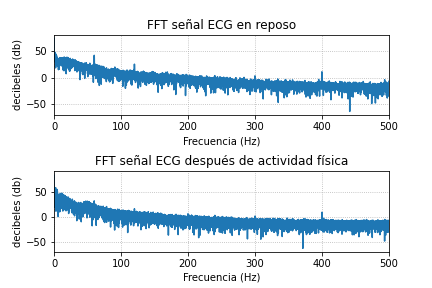 FFT señal ECG en reposo
50
0
−50
decibeles (db)
0 100 200 300 400 500
Frecuencia (Hz)
FFT señal ECG después de actividad física
50
0
−50
decibeles (db)
0 100 200 300 400 500
Frecuencia (Hz)